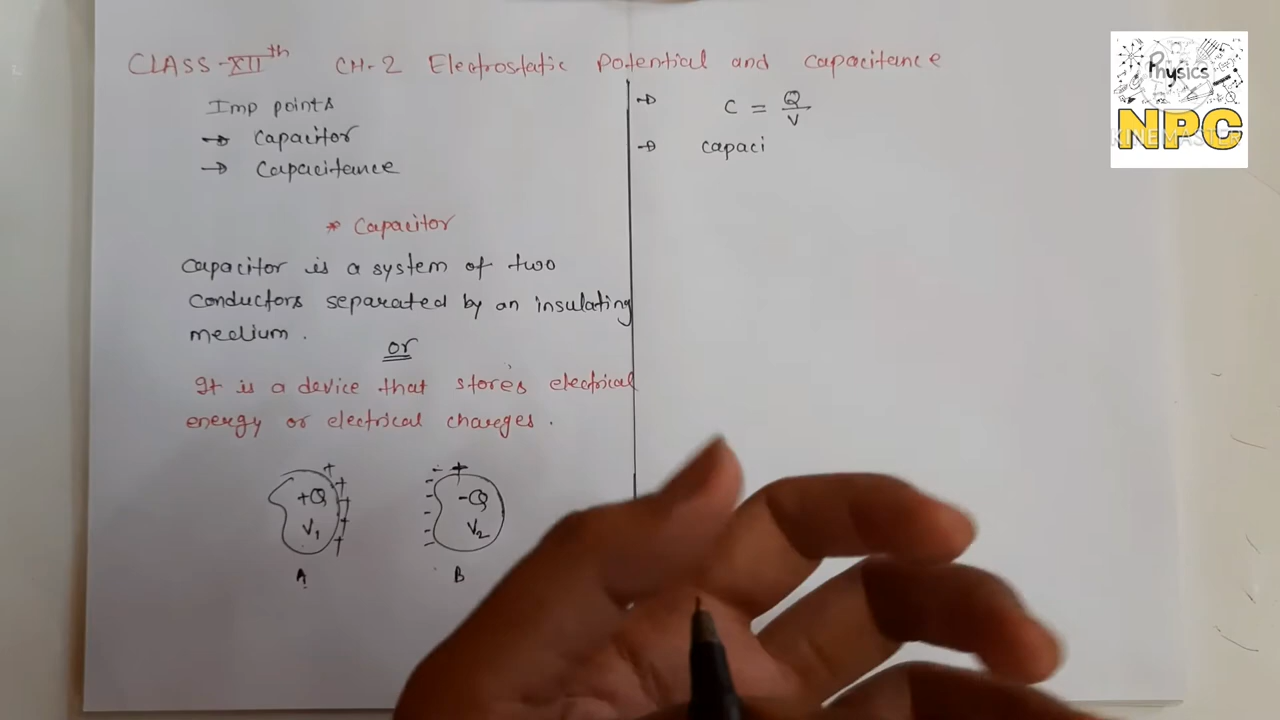 CLASS-XIIth CH-2 Electrostatic Potential and Capacitance
Imp points
→ Capacitor
→ Capacitance
* Capacitor
Capacitor is a system of two
conductors separated by an insulating
medium.
or
It is a device that stores electrical
energy or electrical charges.
+Q
V1
A
-Q
V2
B
→ C = Q/V
→ capaci
Physics
NPC
KINEMASTER